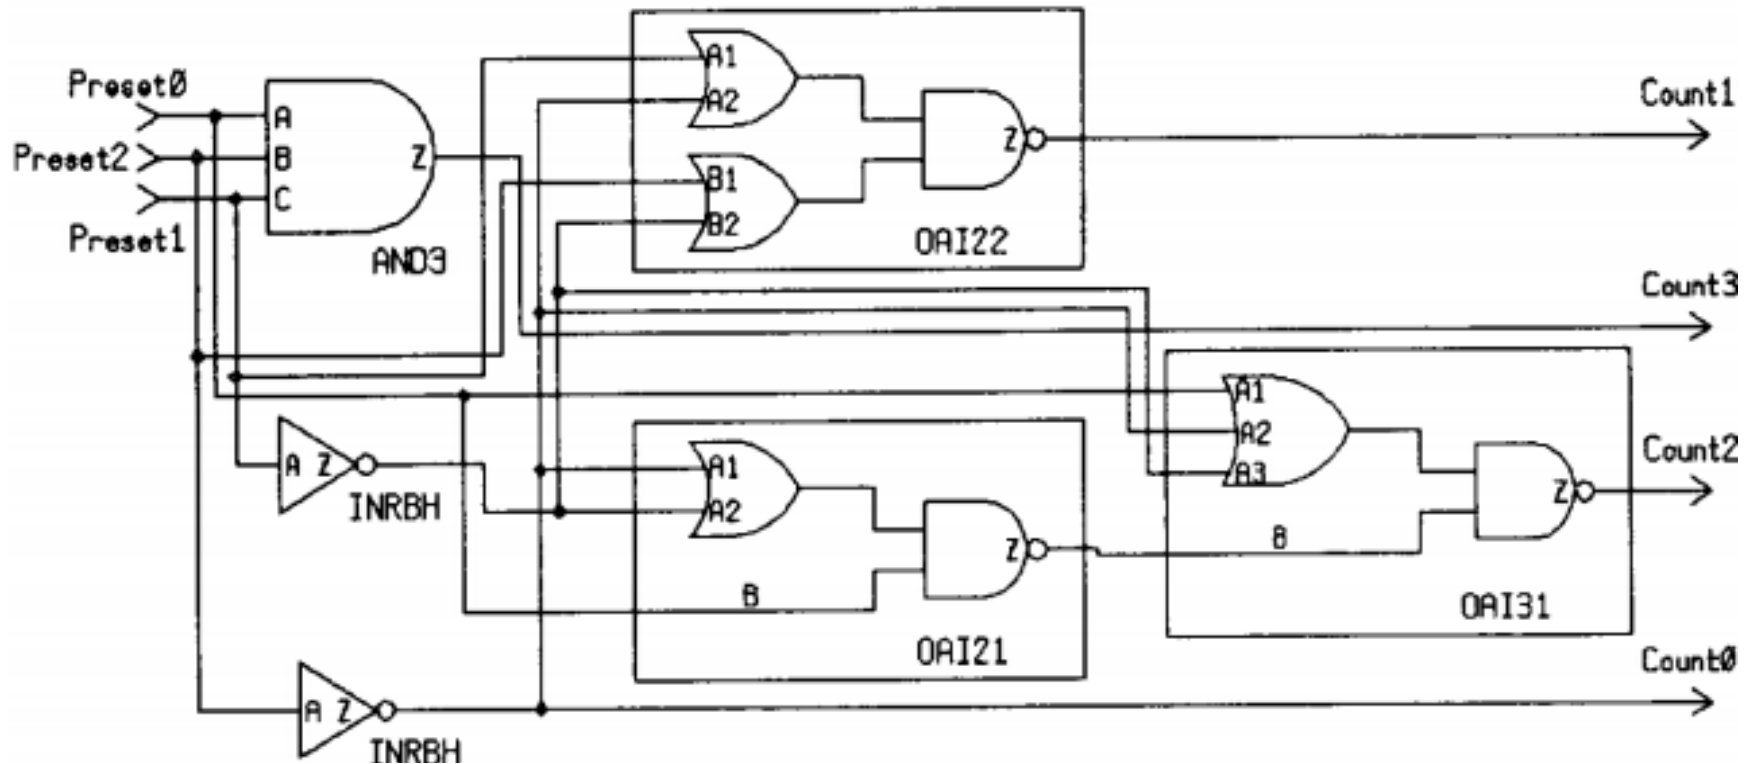 Preset0
Preset2
Preset1
A
B
C
Z
AND3
A1
A2
B1
B2
Z
OAI22
Count1
Count3
A Z
INRBH
A1
A2
Z
B
OAI21
A1
A2
A3
Z
B
OAI31
Count2
A Z
INRBH
Count0